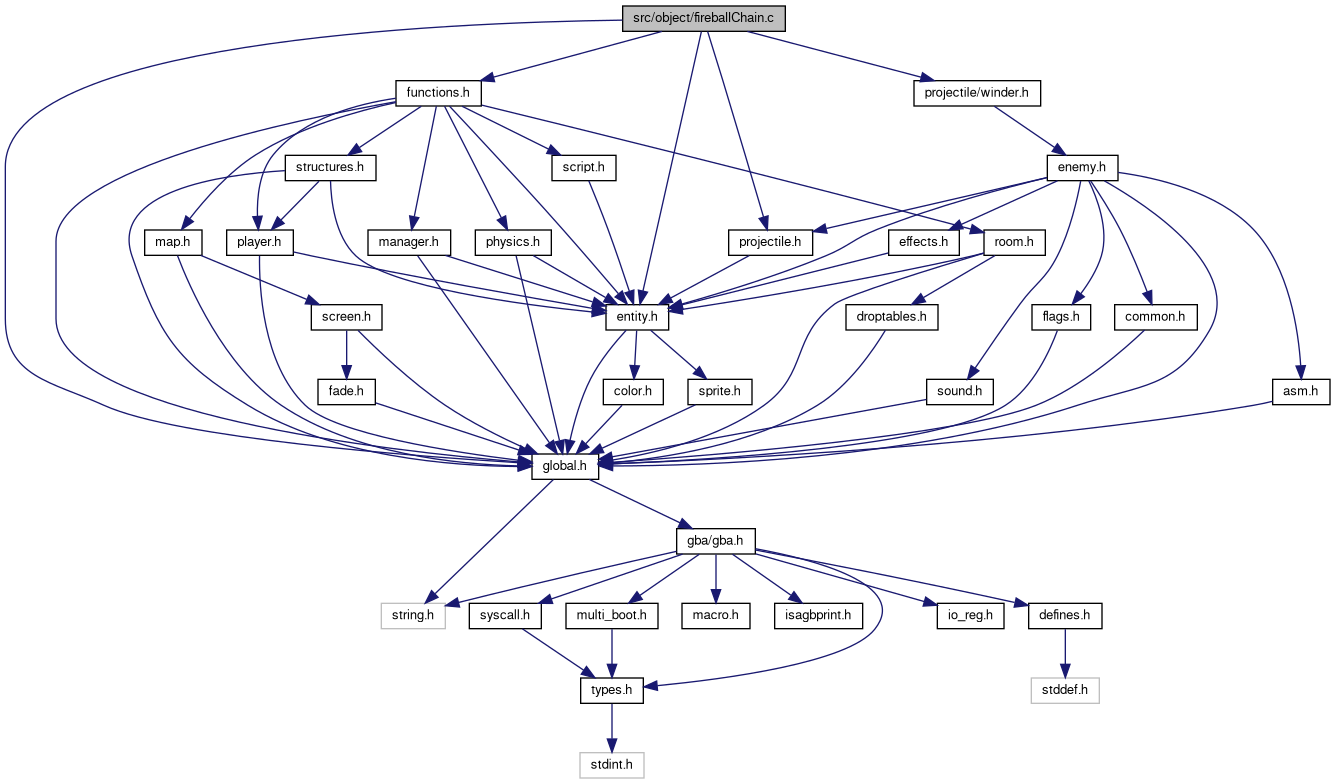 src/object/fireballChain.c
functions.h
projectile/winder.h
structures.h
script.h
enemy.h
map.h
player.h
manager.h
physics.h
projectile.h
effects.h
room.h
screen.h
entity.h
droptables.h
flags.h
common.h
fade.h
color.h
sprite.h
sound.h
asm.h
global.h
gba/gba.h
string.h
syscall.h
multi_boot.h
macro.h
isagbprint.h
io_reg.h
defines.h
types.h
stddef.h
stdint.h